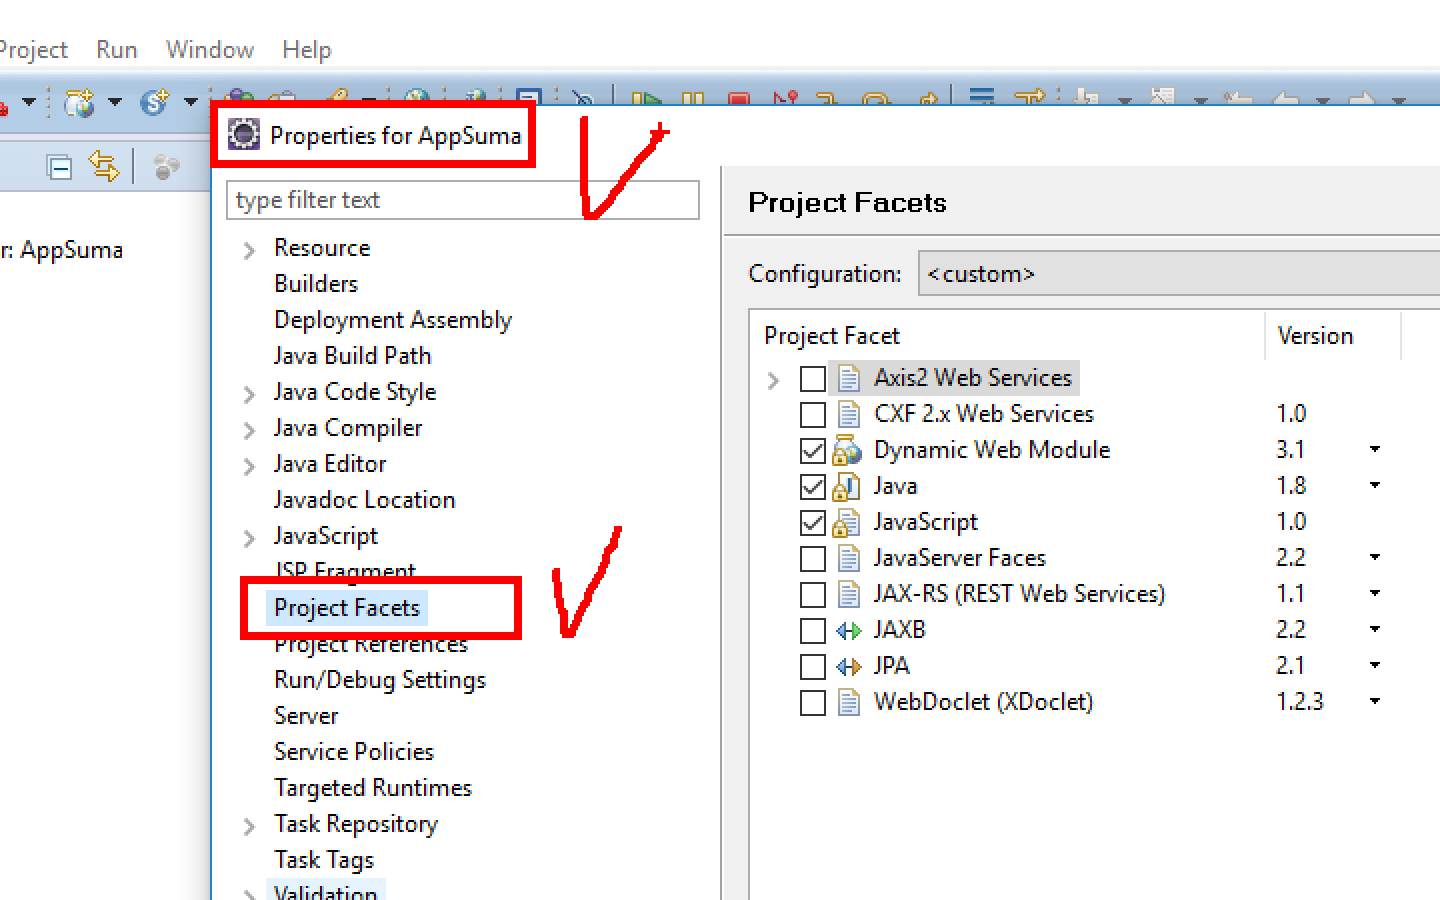 Project Run Window Help
Properties for AppSuma
type filter text
r: AppSuma
Resource
Builders
Deployment Assembly
Java Build Path
Java Code Style
Java Compiler
Java Editor
Javadoc Location
JavaScript
JSP Fragment
Project Facets
Project References
Run/Debug Settings
Server
Service Policies
Targeted Runtimes
Task Repository
Task Tags
Validation
Project Facets
Configuration: <custom>
Project Facet Version
Axis2 Web Services
CXF 2.x Web Services 1.0
Dynamic Web Module 3.1
Java 1.8
JavaScript 1.0
JavaServer Faces 2.2
JAX-RS (REST Web Services) 1.1
JAXB 2.2
JPA 2.1
WebDoclet (XDoclet) 1.2.3